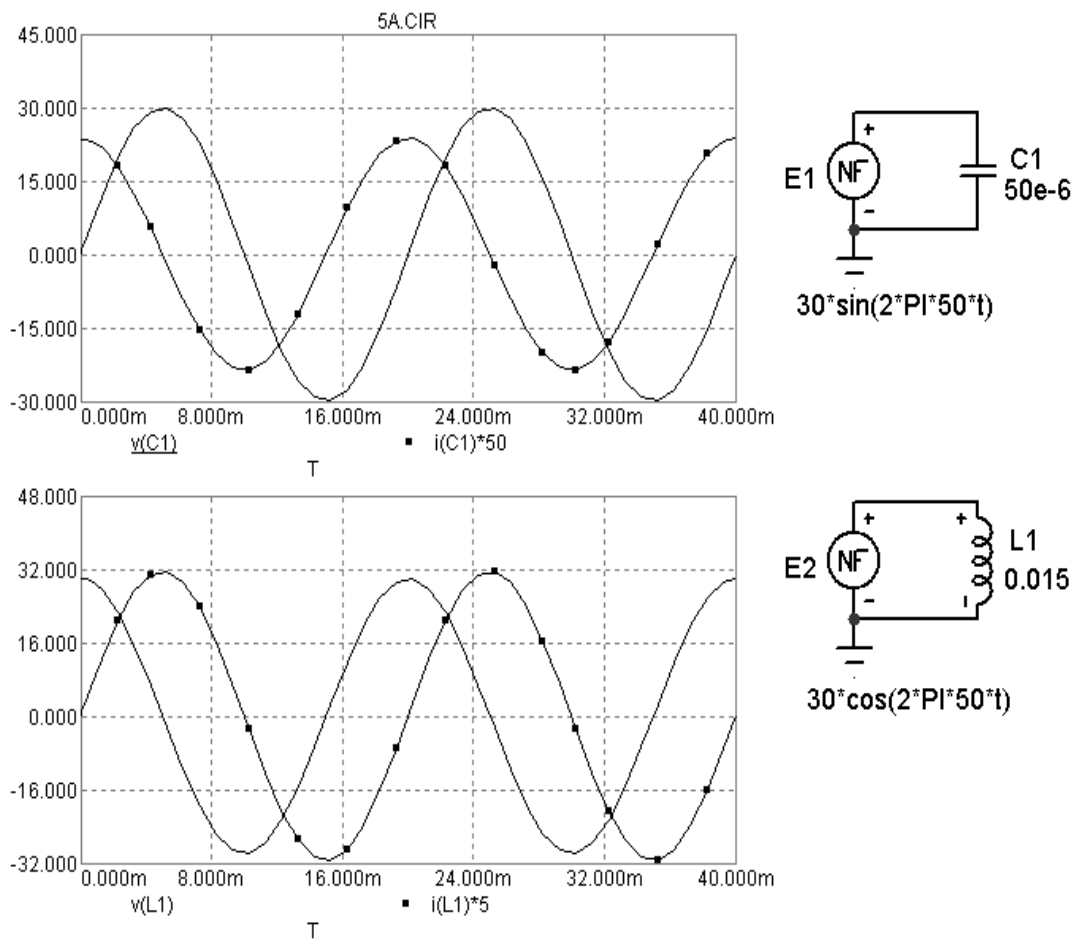 5A.CIR
45.000
30.000
15.000
0.000
-15.000
-30.000
0.000m 8.000m 16.000m 24.000m 32.000m 40.000m
v(C1) i(C1)*50
T
+
E1 NF
-
C1
50e-6
30*sin(2*PI*50*t)
48.000
32.000
16.000
0.000
-16.000
-32.000
0.000m 8.000m 16.000m 24.000m 32.000m 40.000m
v(L1) i(L1)*5
T
+ +
E2 NF
- -
L1
0.015
30*cos(2*PI*50*t)